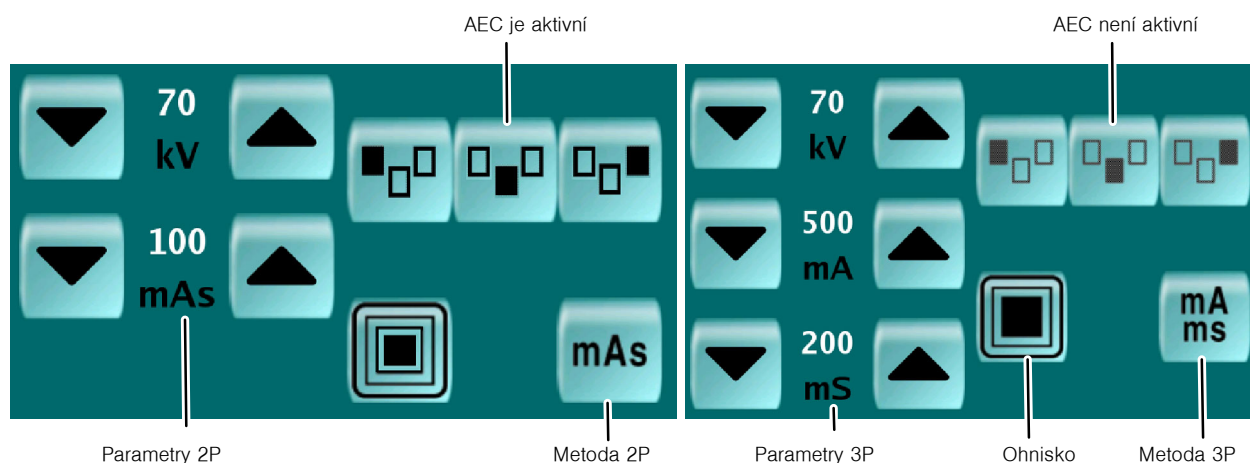 AEC je aktivní
AEC není aktivní
70
kV
100
mAs
mAs
70
kV
500
mA
200
mS
mA
ms
Parametry 2P
Metoda 2P
Parametry 3P
Ohnisko
Metoda 3P